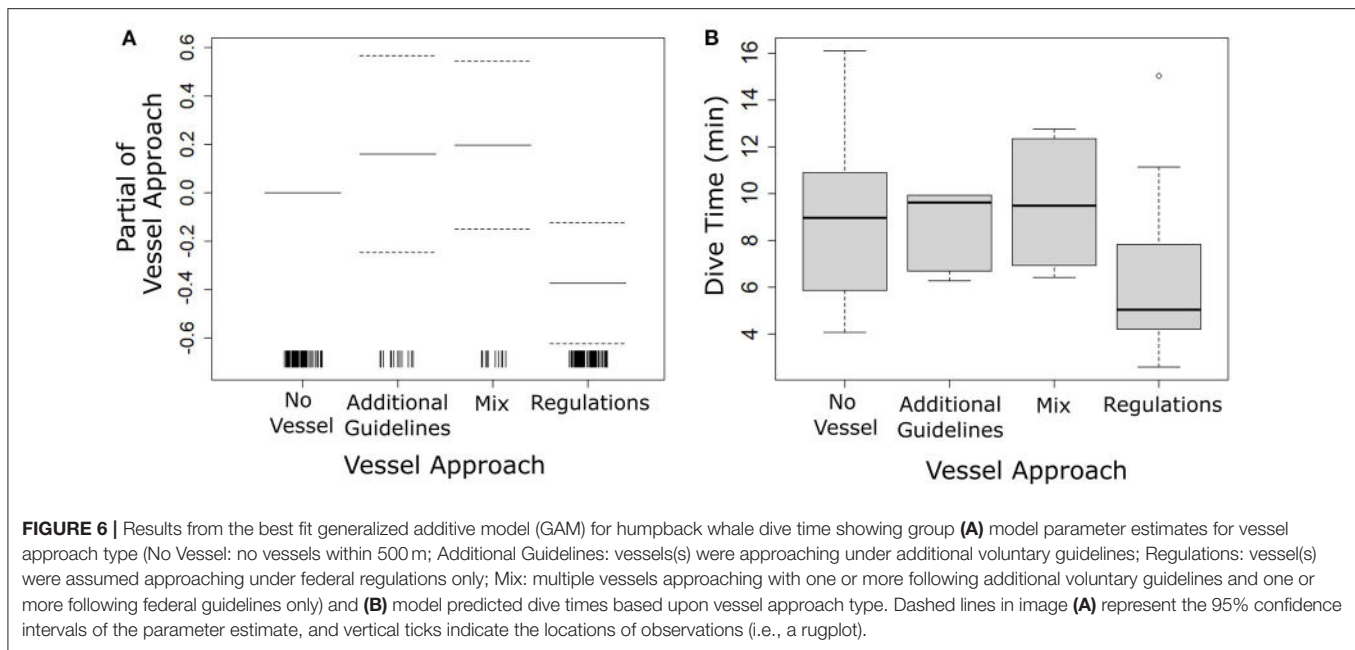 A
Partial of
Vessel Approach
0.6
0.4
0.2
0.0
-0.2
-0.4
-0.6
No
Vessel
Additional
Guidelines
Mix
Regulations
Vessel Approach
B
Dive Time (min)
16
14
12
10
8
6
4
No
Vessel
Additional
Guidelines
Mix
Regulations
Vessel Approach
FIGURE 6 | Results from the best fit generalized additive model (GAM) for humpback whale dive time showing group (A) model parameter estimates for vessel
approach type (No Vessel: no vessels within 500 m; Additional Guidelines: vessels(s) were approaching under additional voluntary guidelines; Regulations: vessel(s)
were assumed approaching under federal regulations only; Mix: multiple vessels approaching with one or more following additional voluntary guidelines and one or
more following federal guidelines only) and (B) model predicted dive times based upon vessel approach type. Dashed lines in image (A) represent the 95% confidence
intervals of the parameter estimate, and vertical ticks indicate the locations of observations (i.e., a rugplot).